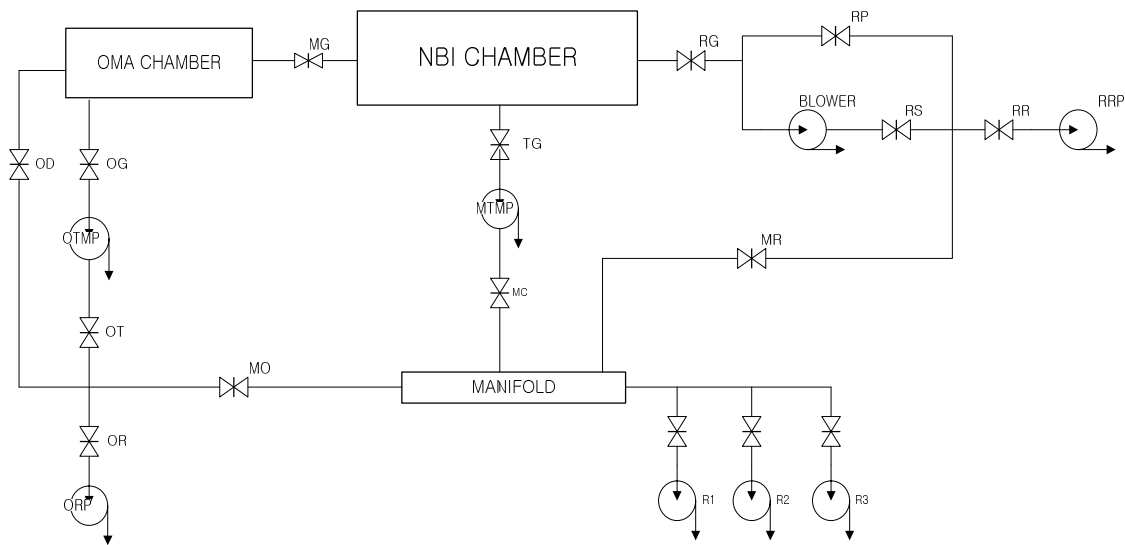 RP
MG
RG
OMA CHAMBER
NBI CHAMBER
BLOWER
RS
RR
RRP
TG
OD
OG
MTMP
OTMP
MR
MC
OT
MO
MANIFOLD
OR
ORP
R1
R2
R3